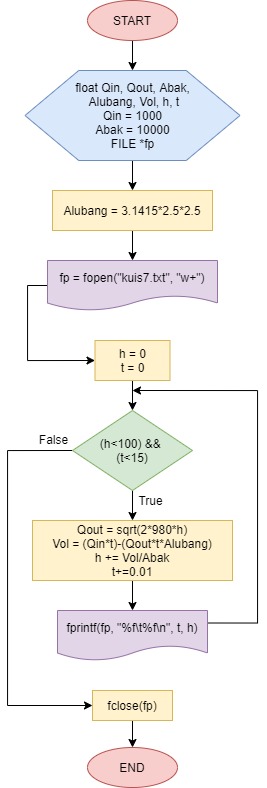 START
float Qin, Qout, Abak,
Alubang, Vol, h, t
Qin = 1000
Abak = 10000
FILE *fp
Alubang = 3.1415*2.5*2.5
fp = fopen("kuis7.txt", "w+")
h = 0
t = 0
(h<100) &&
(t<15)
False
True
Qout = sqrt(2*980*h)
Vol = (Qin*t)-(Qout*t*Alubang)
h += Vol/Abak
t+=0.01
fprintf(fp, "%f\t%f\n", t, h)
fclose(fp)
END